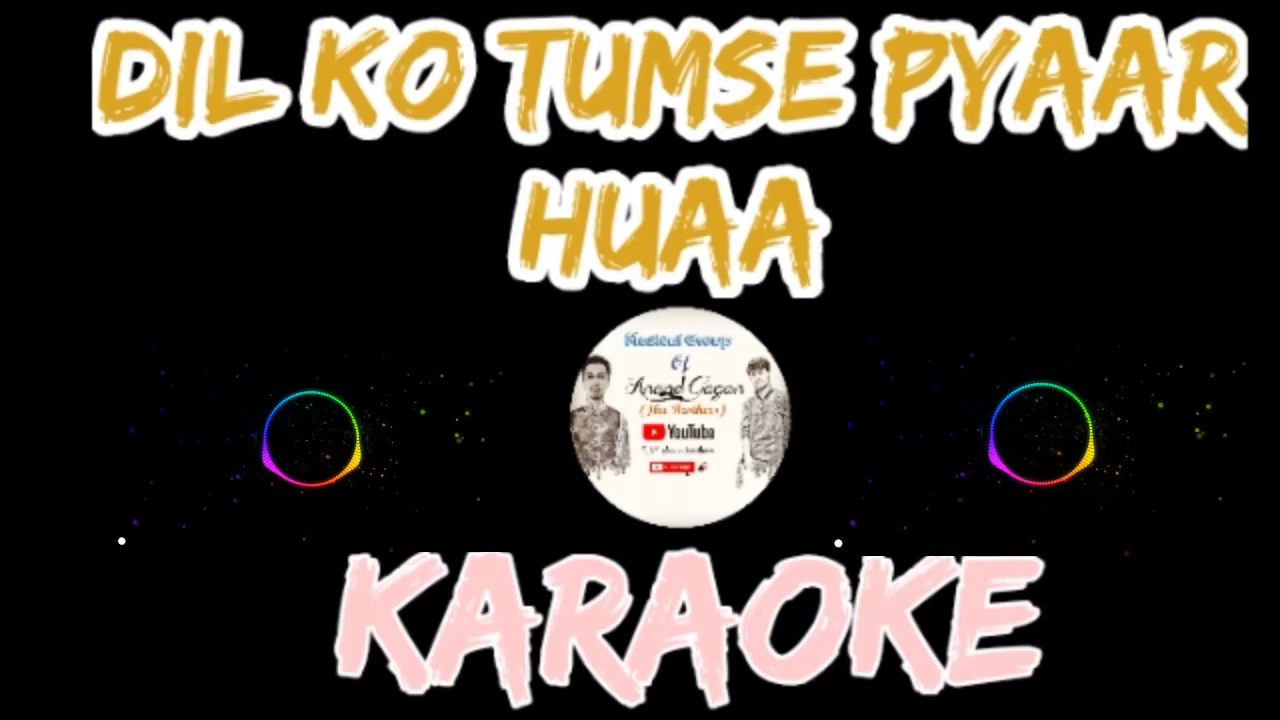 DIL KO TUMSE PYAAR
HUAA
Musical Group
Of
Anand Gagan
YouTube
KARAOKE